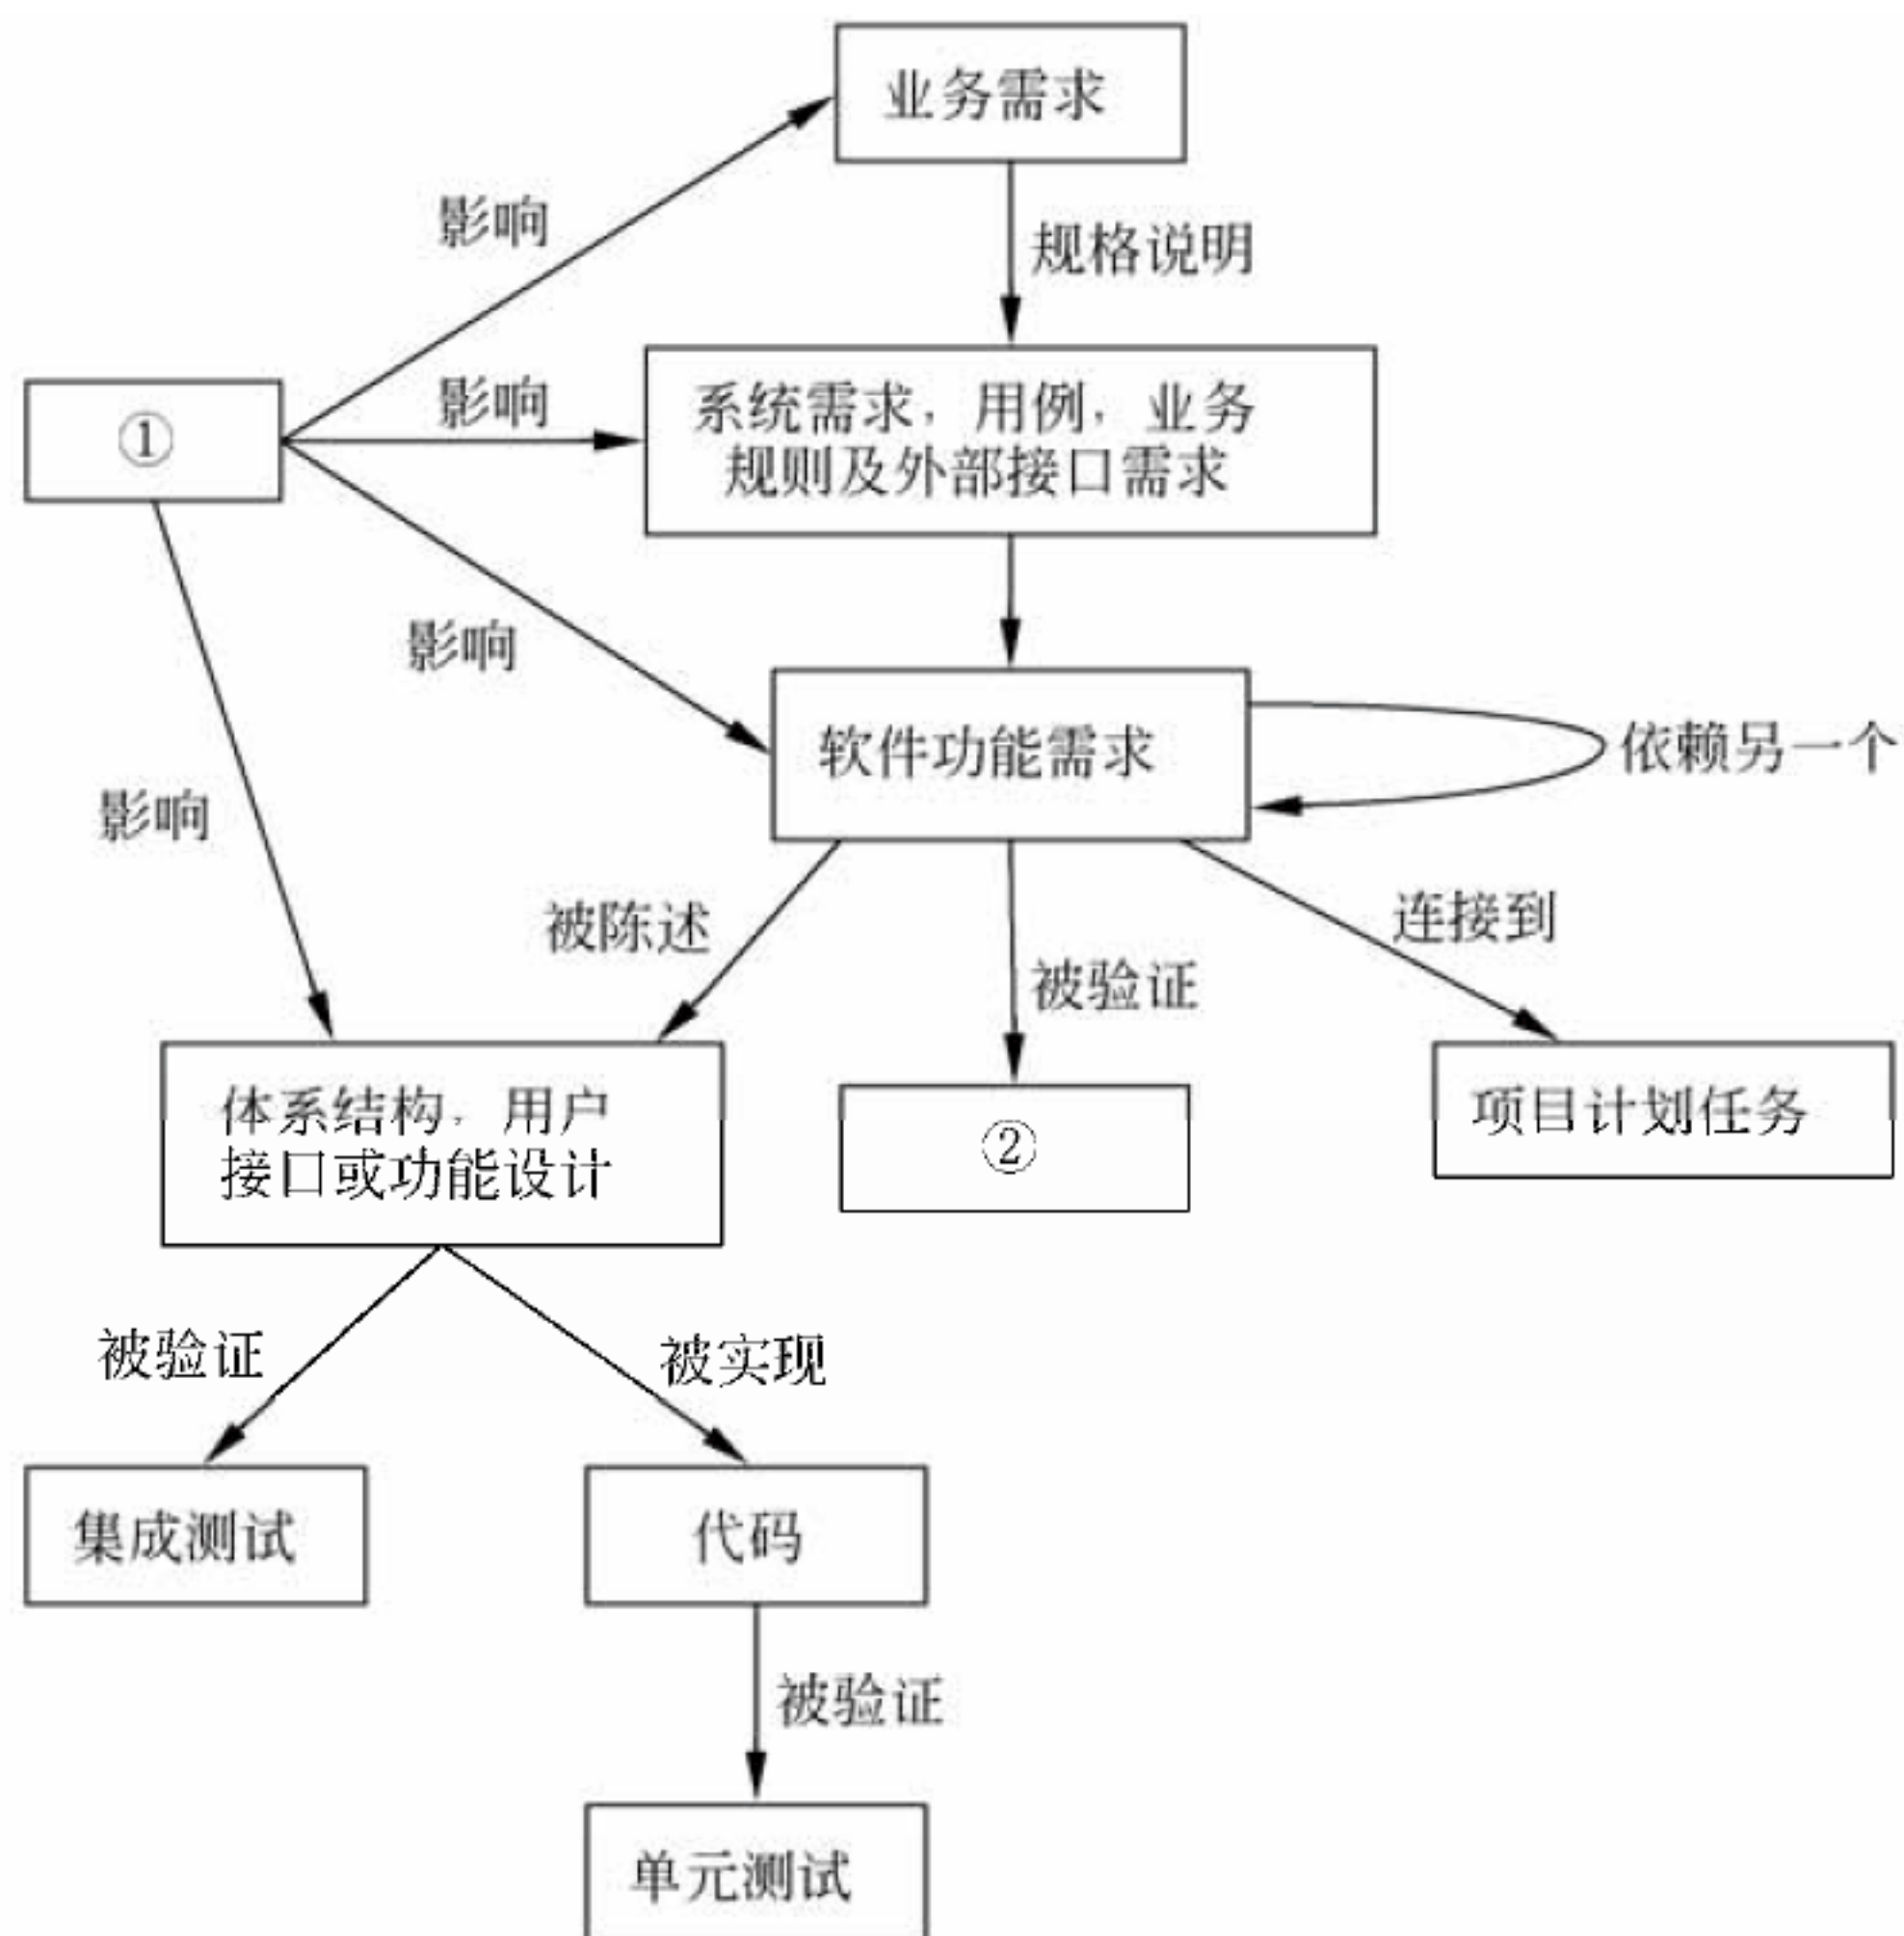 业务需求
影响
规格说明
①
影响
系统需求，用例，业务
规则及外部接口需求
影响
软件功能需求
依赖另一个
影响
被陈述
被验证
连接到
体系结构，用户
接口或功能设计
②
项目计划任务
被验证
被实现
集成测试
代码
被验证
单元测试